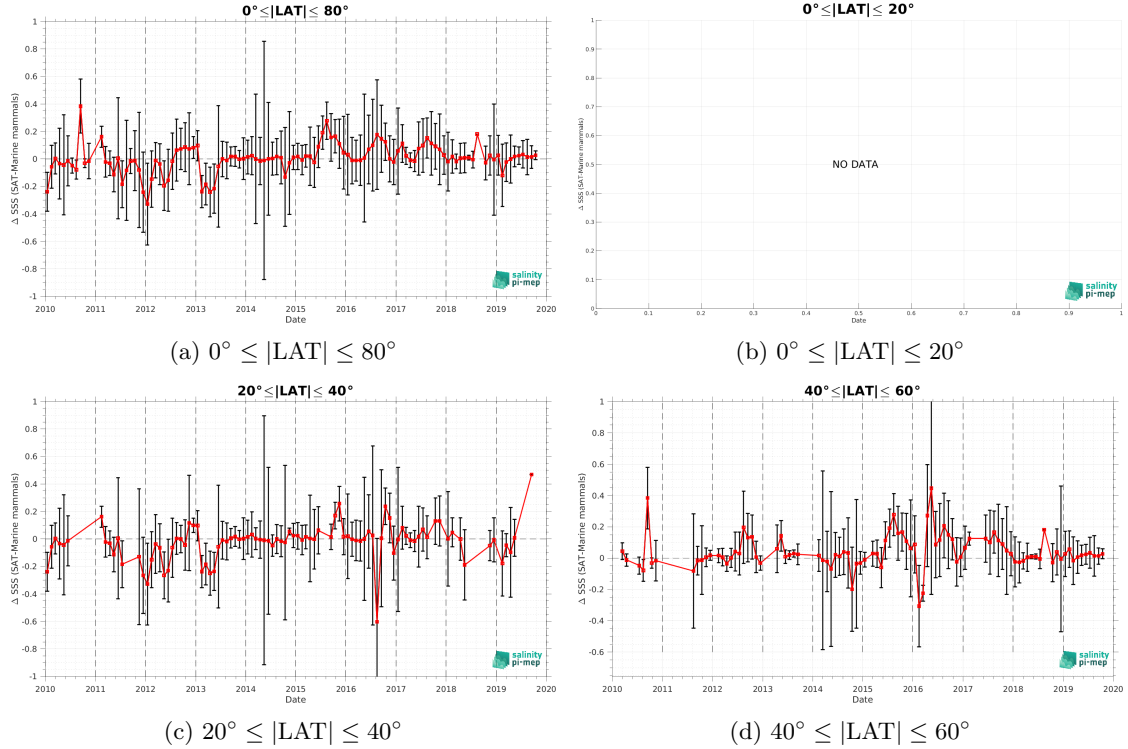 0°≤|LAT|≤ 80°
Δ SSS (SAT-Marine mammals)
1
0.8
0.6
0.4
0.2
0
-0.2
-0.4
-0.6
-0.8
-1
2010 2011 2012 2013 2014 2015 2016 2017 2018 2019 2020
Date
salinity
pi-mep
(a) 0° ≤ |LAT| ≤ 80°
0°≤|LAT|≤ 20°
Δ SSS (SAT-Marine mammals)
1
0.9
0.8
0.7
0.6
0.5
0.4
0.3
0.2
0.1
0
NO DATA
0 0.1 0.2 0.3 0.4 0.5 0.6 0.7 0.8 0.9 1
Date
salinity
pi-mep
(b) 0° ≤ |LAT| ≤ 20°
20°≤|LAT|≤ 40°
Δ SSS (SAT-Marine mammals)
1
0.8
0.6
0.4
0.2
0
-0.2
-0.4
-0.6
-0.8
-1
2010 2011 2012 2013 2014 2015 2016 2017 2018 2019 2020
Date
salinity
pi-mep
(c) 20° ≤ |LAT| ≤ 40°
40°≤|LAT|≤ 60°
Δ SSS (SAT-Marine mammals)
1
0.8
0.6
0.4
0.2
0
-0.2
-0.4
-0.6
2010 2011 2012 2013 2014 2015 2016 2017 2018 2019 2020
Date
salinity
pi-mep
(d) 40° ≤ |LAT| ≤ 60°